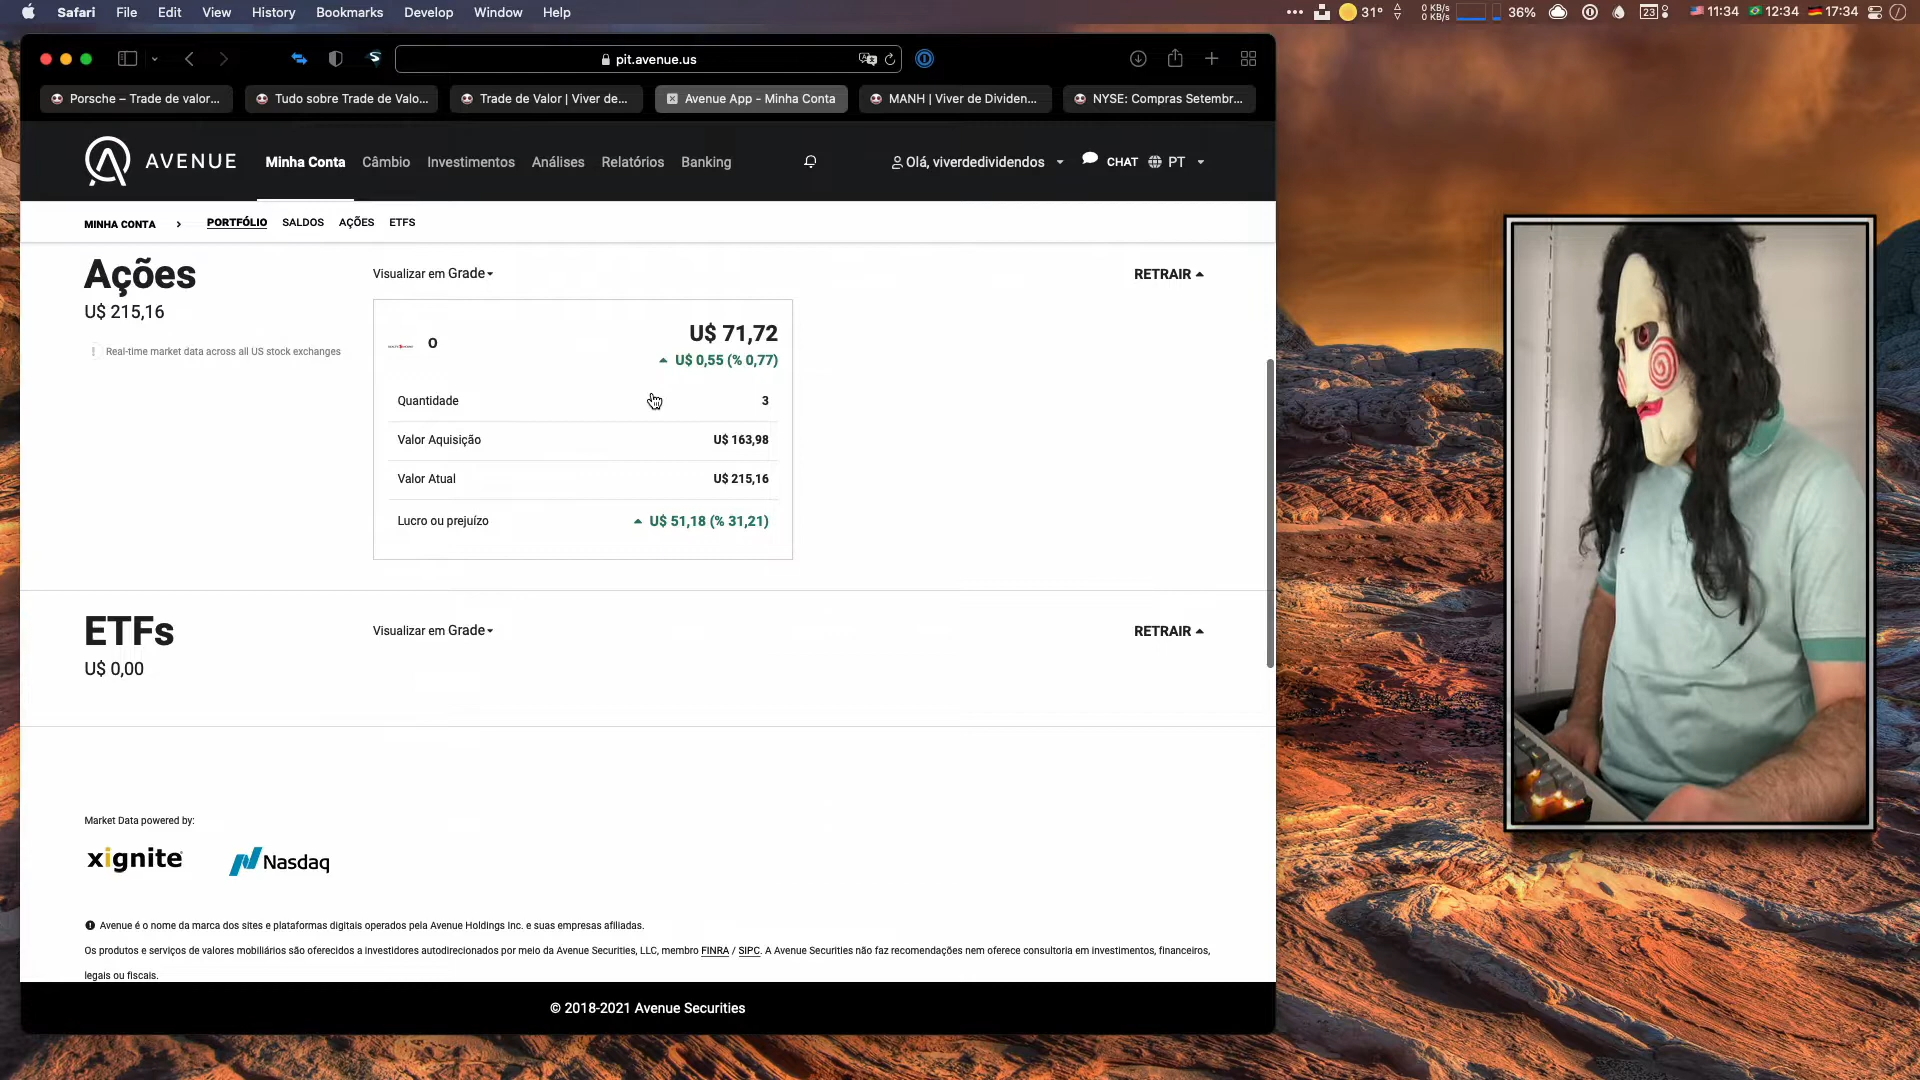 Safari File Edit View History Bookmarks Develop Window Help
31° 0 KB/s 0 KB/s 36% 23 11:34 12:34 17:34
pit.avenue.us
Porsche – Trade de valor... Tudo sobre Trade de Valo... Trade de Valor | Viver de... Avenue App - Minha Conta MANH | Viver de Dividen... NYSE: Compras Setembr...
AVENUE Minha Conta Câmbio Investimentos Análises Relatórios Banking Olá, viverdedividendos CHAT PT
MINHA CONTA > PORTFÓLIO SALDOS AÇÕES ETFS
Ações
U$ 215,16
Real-time market data across all US stock exchanges
Visualizar em Grade
RETRAIR
O
U$ 71,72
U$ 0,55 (% 0,77)
Quantidade 3
Valor Aquisição U$ 163,98
Valor Atual U$ 215,16
Lucro ou prejuízo U$ 51,18 (% 31,21)
ETFs
U$ 0,00
Visualizar em Grade
RETRAIR
Market Data powered by:
xignite Nasdaq
Avenue é o nome da marca dos sites e plataformas digitais operados pela Avenue Holdings Inc. e suas empresas afiliadas.
Os produtos e serviços de valores mobiliários são oferecidos a investidores autodirecionados por meio da Avenue Securities, LLC, membro FINRA / SIPC. A Avenue Securities não faz recomendações nem oferece consultoria em investimentos, financeiros,
legais ou fiscais.
© 2018-2021 Avenue Securities